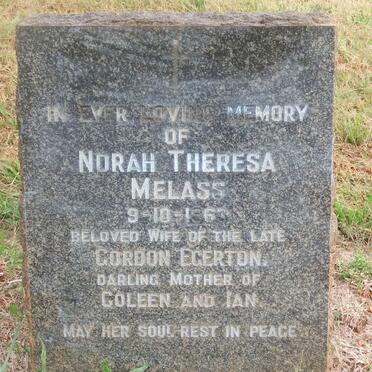 IN EVER LOVING MEMORY
OF
NORAH THERESA
MELASS
BELOVED WIFE OF THE LATE
GORDON EGERTON.
DARLING MOTHER OF
COLEEN AND IAN
MAY HER SOUL REST IN PEACE